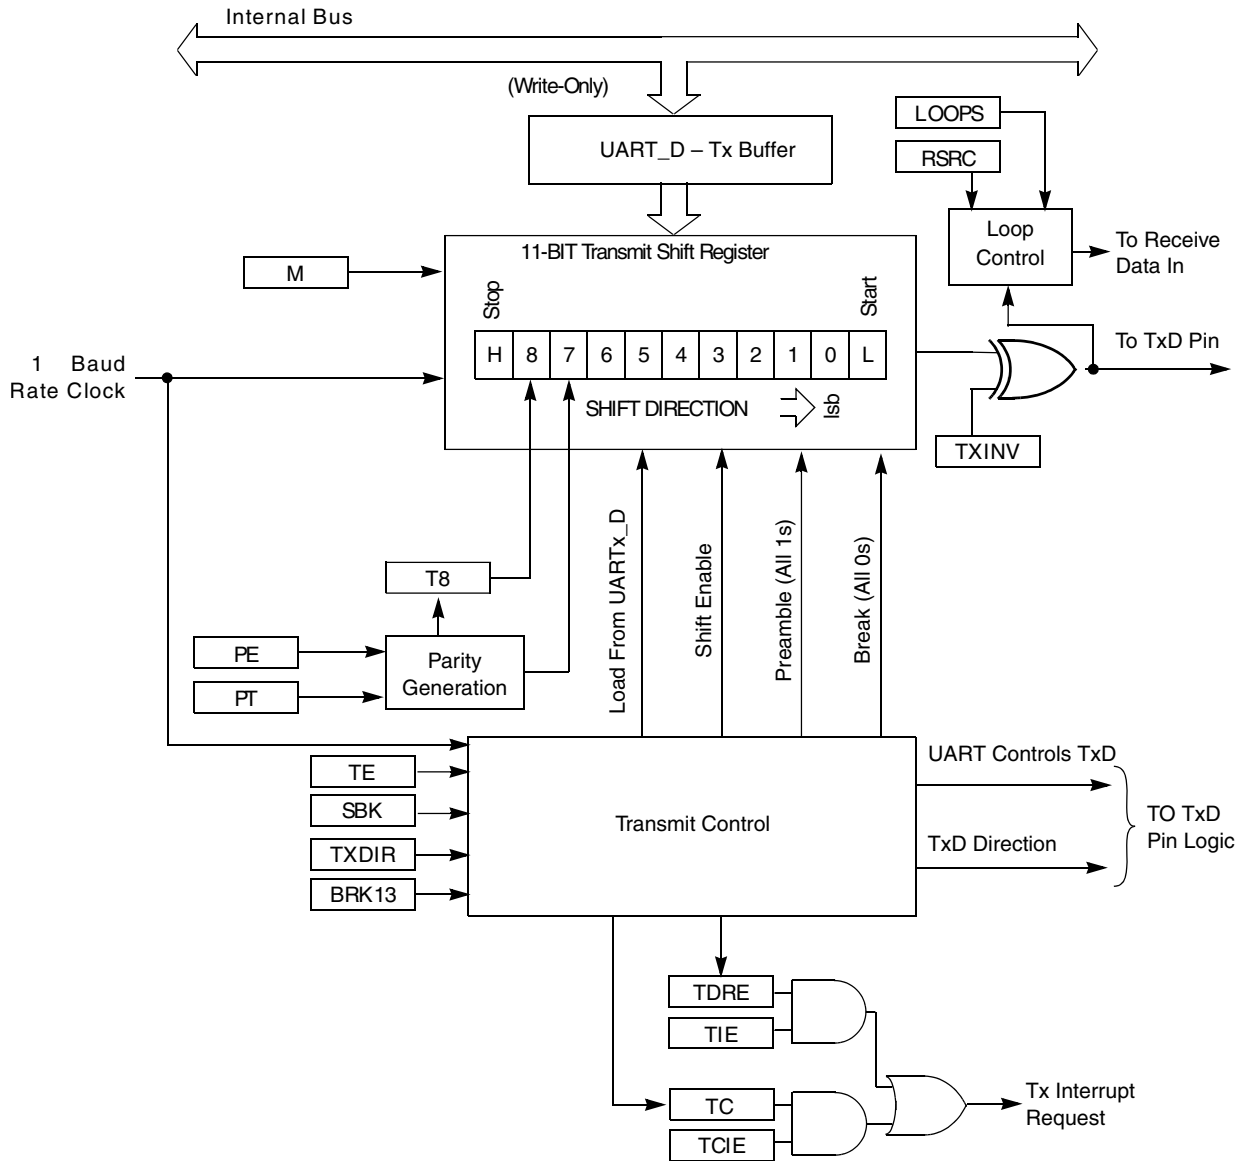 Internal Bus
(Write-Only)
UART_D – Tx Buffer
LOOPS
RSRC
Loop
Control
To Receive
Data In
11-BIT Transmit Shift Register
M
Stop
Start
H 8 7 6 5 4 3 2 1 0 L
1 Baud
Rate Clock
To TxD Pin
SHIFT DIRECTION
lsb
TXINV
Load From UARTx_D
Shift Enable
Preamble (All 1s)
Break (All 0s)
T8
PE
PT
Parity
Generation
TE
SBK
TXDIR
BRK13
Transmit Control
UART Controls TxD
TxD Direction
TO TxD
Pin Logic
TDRE
TIE
TC
TCIE
Tx Interrupt
Request